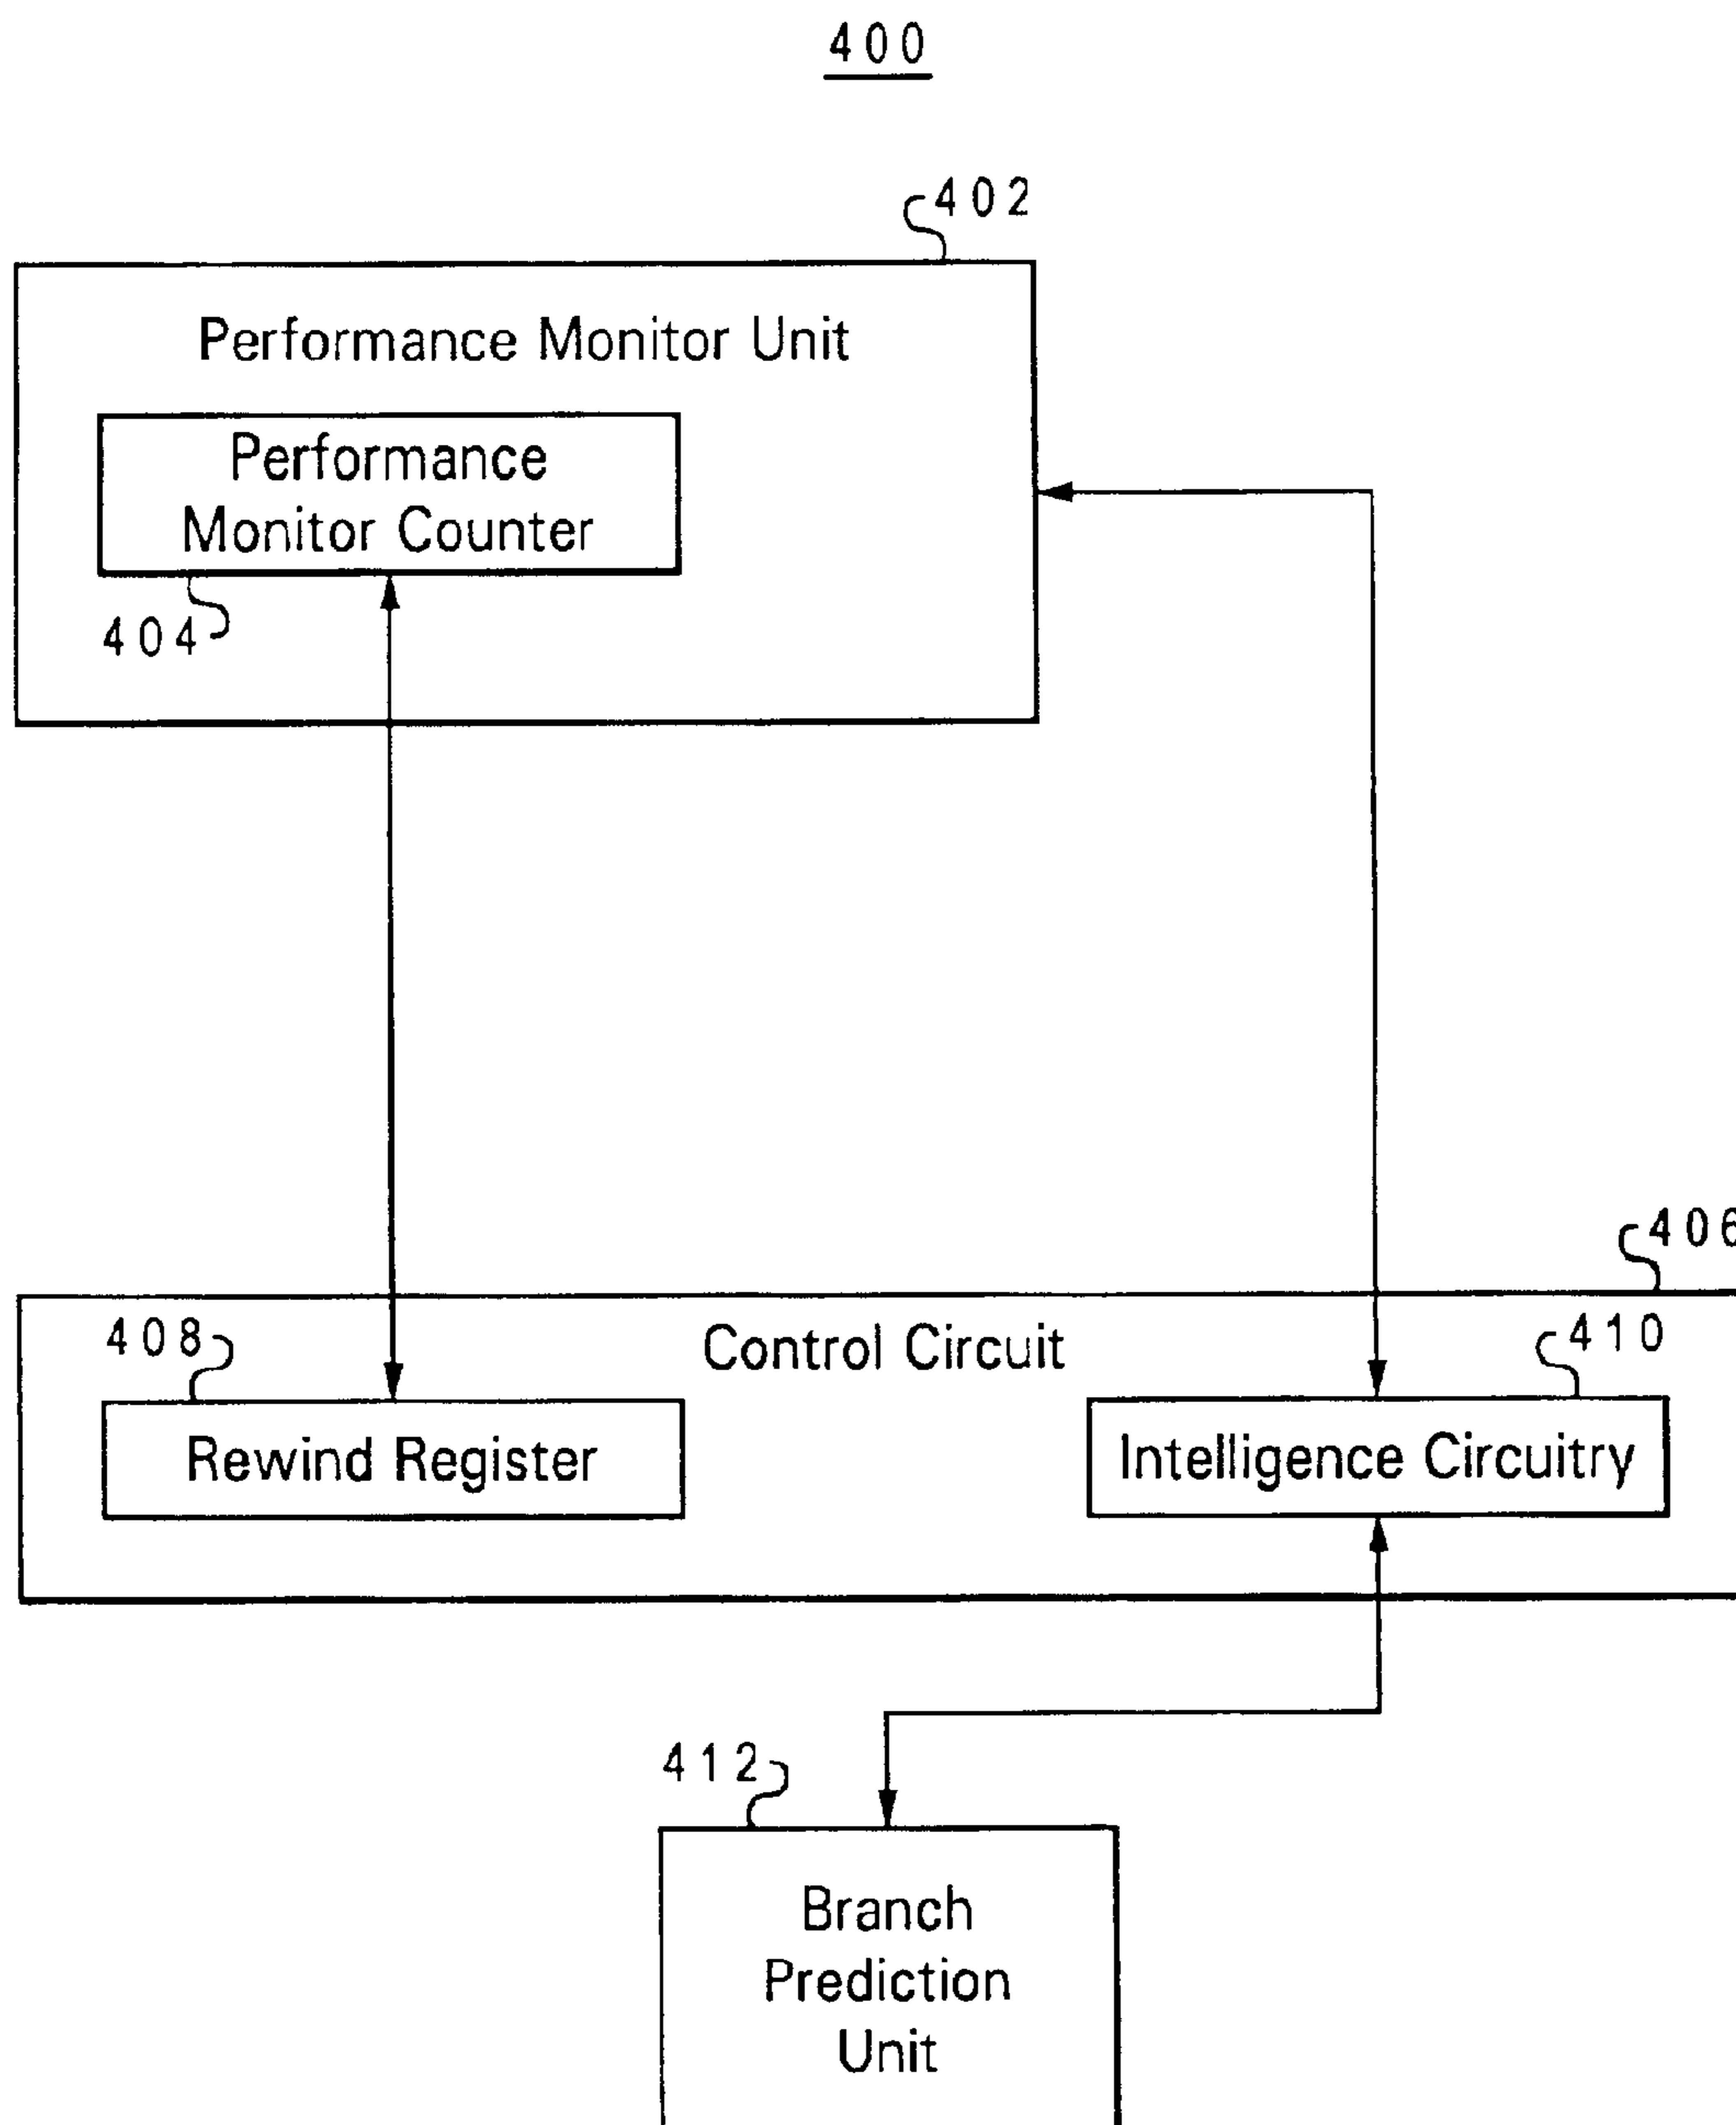 400
402
Performance Monitor Unit
Performance
Monitor Counter
404
406
408
Control Circuit
410
Rewind Register
Intelligence Circuitry
412
Branch
Prediction
Unit